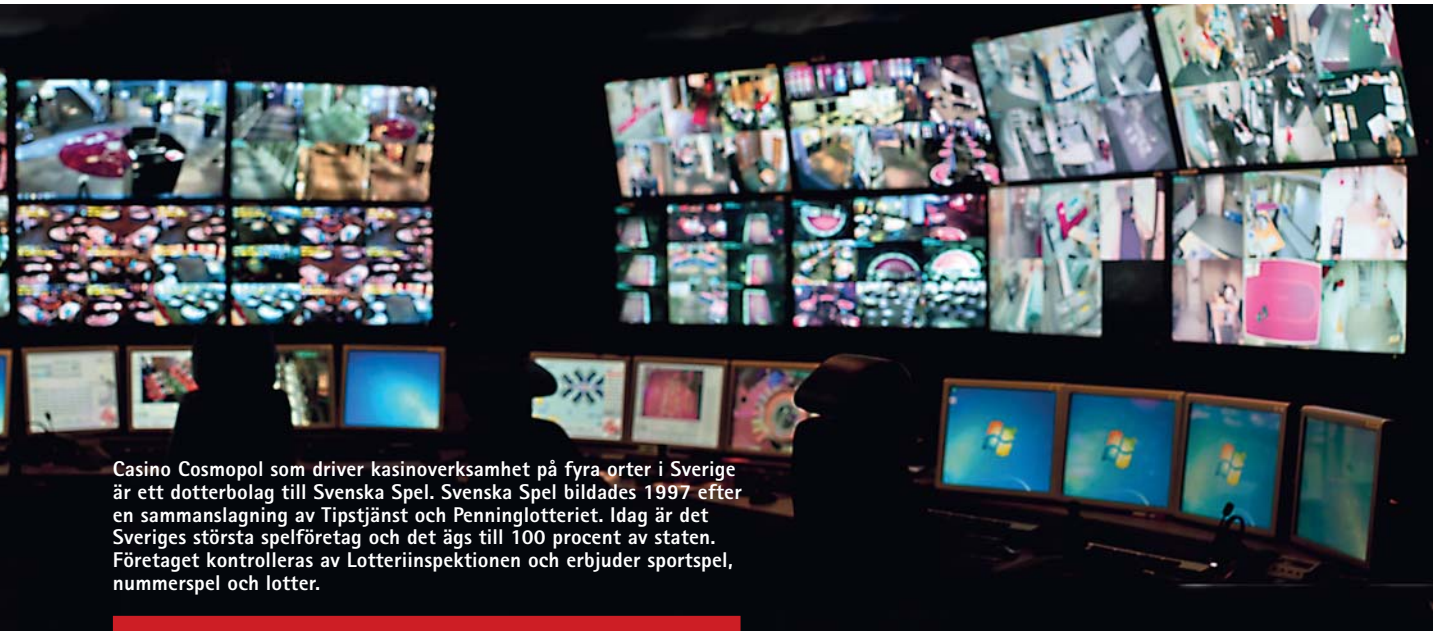 Casino Cosmopol som driver kasinoverksamhet på fyra orter i Sverige
är ett dotterbolag till Svenska Spel. Svenska Spel bildades 1997 efter
en sammanslagning av Tipstjänst och Penninglotteriet. Idag är det
Sveriges största spelföretag och det ägs till 100 procent av staten.
Företaget kontrolleras av Lotteriinspektionen och erbjuder sportspel,
nummerspel och lotter.